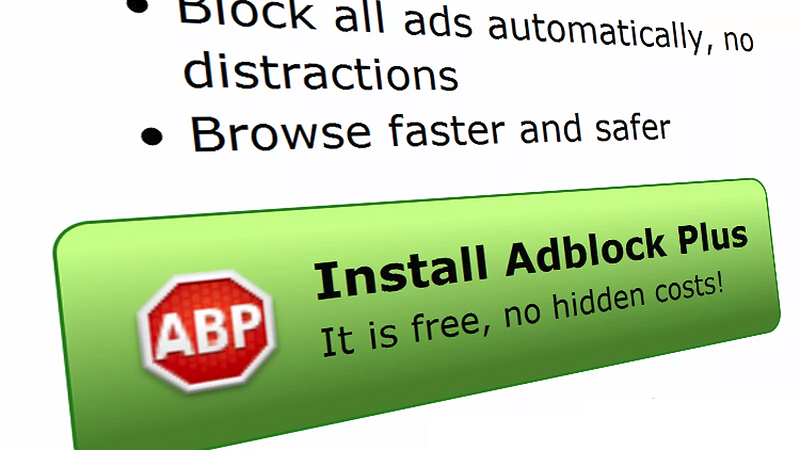 Block all ads automatically, no
distractions
Browse faster and safer
Install Adblock Plus
It is free, no hidden costs!
ABP